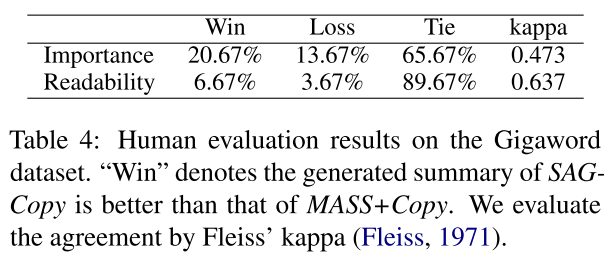 Win Loss Tie kappa
Importance 20.67% 13.67% 65.67% 0.473
Readability 6.67% 3.67% 89.67% 0.637
Table 4: Human evaluation results on the Gigaword
dataset. “Win” denotes the generated summary of SAG-
Copy is better than that of MASS+Copy. We evaluate
the agreement by Fleiss’ kappa (Fleiss, 1971).